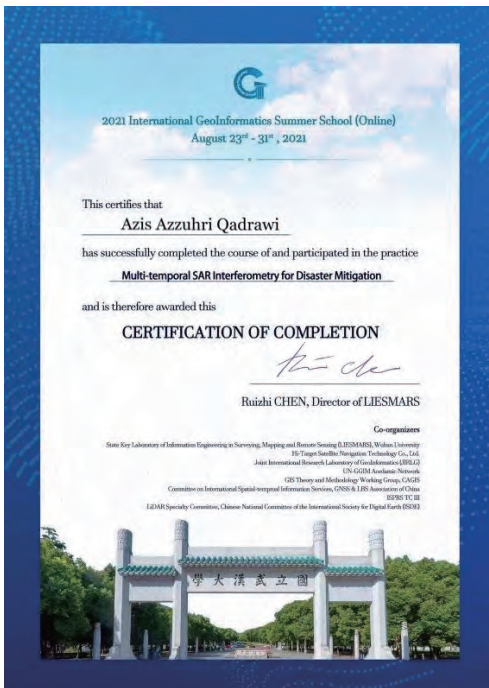 G
2021 International GeoInformatics Summer School (Online)
August 23rd - 31st , 2021
This certifies that
Azis Azzuhri Qadrawi
has successfully completed the course of and participated in the practice
Multi-temporal SAR Interferometry for Disaster Mitigation
and is therefore awarded this
CERTIFICATION OF COMPLETION
Ruizhi CHEN, Director of LIESMARS
Co-organizers
State Key Laboratory of Information Engineering in Surveying, Mapping and Remote Sensing (LIESMARS), Wuhan University
Hi-Target Satellite Navigation Technology Co., Ltd.
Joint International Research Laboratory of GeoInformatics (JIRLG)
UN-GGIM Academic Network
GIS Theory and Methodology Working Group, CAGIS
Committee on International Spatial-temporal Information Services, GNSS & LBS Association of China
ISPRS TC III
LiDAR Specialty Committee, Chinese National Committee of the International Society for Digital Earth (ISDE)
學大漢武立國